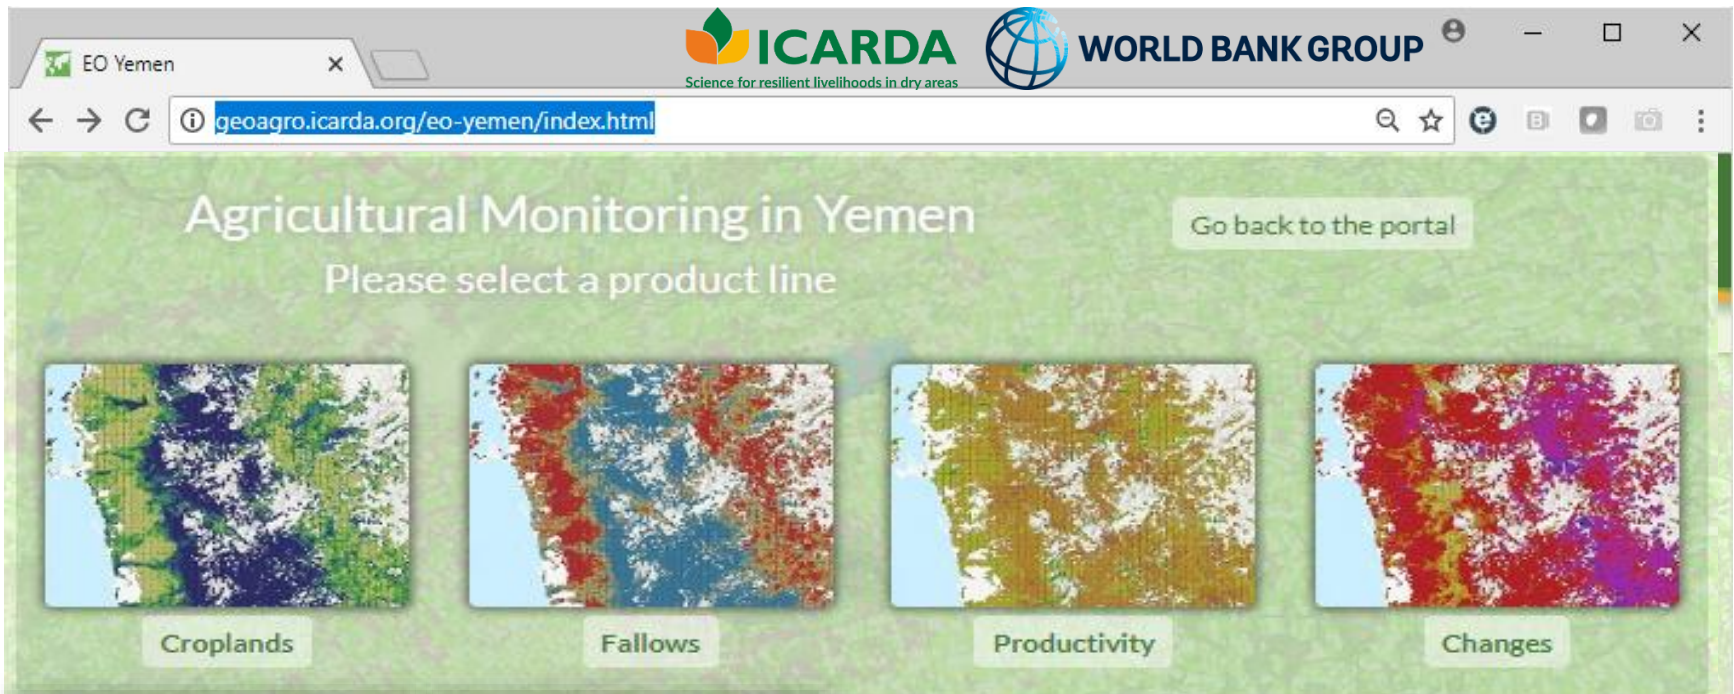 EO Yemen
ICARDA
Science for resilient livelihoods in dry areas
WORLD BANK GROUP
geoagro.icarda.org/eo-yemen/index.html
Agricultural Monitoring in Yemen
Go back to the portal
Please select a product line
Croplands
Fallows
Productivity
Changes